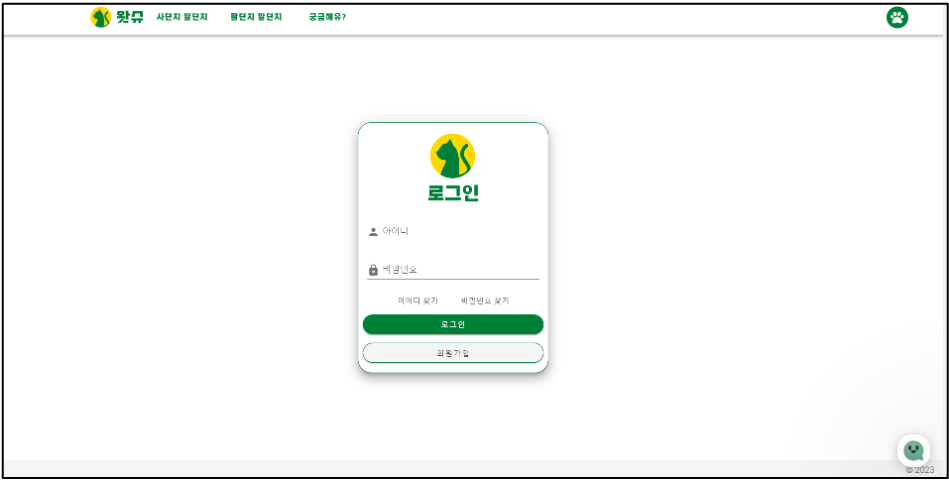 왓슈 사던지 말던지 팔던지 말던지 궁금해유?
로그인
아이디
비밀번호
아이디 찾기 비밀번호 찾기
로그인
회원가입
© 2023